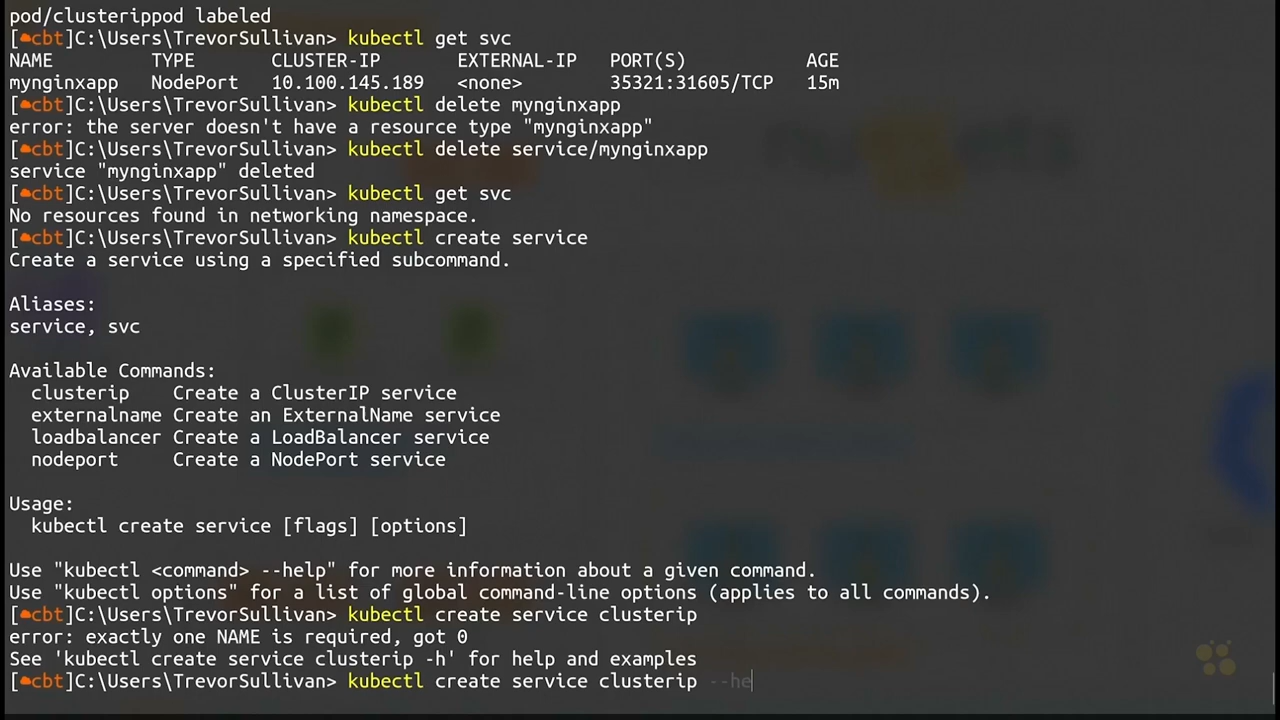 pod/clusterippod labeled
[cbt]C:\Users\TrevorSullivan> kubectl get svc
NAME TYPE CLUSTER-IP EXTERNAL-IP PORT(S) AGE
mynginxapp NodePort 10.100.145.189 <none> 35321:31605/TCP 15m
[cbt]C:\Users\TrevorSullivan> kubectl delete mynginxapp
error: the server doesn't have a resource type "mynginxapp"
[cbt]C:\Users\TrevorSullivan> kubectl delete service/mynginxapp
service "mynginxapp" deleted
[cbt]C:\Users\TrevorSullivan> kubectl get svc
No resources found in networking namespace.
[cbt]C:\Users\TrevorSullivan> kubectl create service
Create a service using a specified subcommand.
Aliases:
service, svc
Available Commands:
clusterip Create a ClusterIP service
externalname Create an ExternalName service
loadbalancer Create a LoadBalancer service
nodeport Create a NodePort service
Usage:
kubectl create service [flags] [options]
Use "kubectl <command> --help" for more information about a given command.
Use "kubectl options" for a list of global command-line options (applies to all commands).
[cbt]C:\Users\TrevorSullivan> kubectl create service clusterip
error: exactly one NAME is required, got 0
See 'kubectl create service clusterip -h' for help and examples
[cbt]C:\Users\TrevorSullivan> kubectl create service clusterip --he